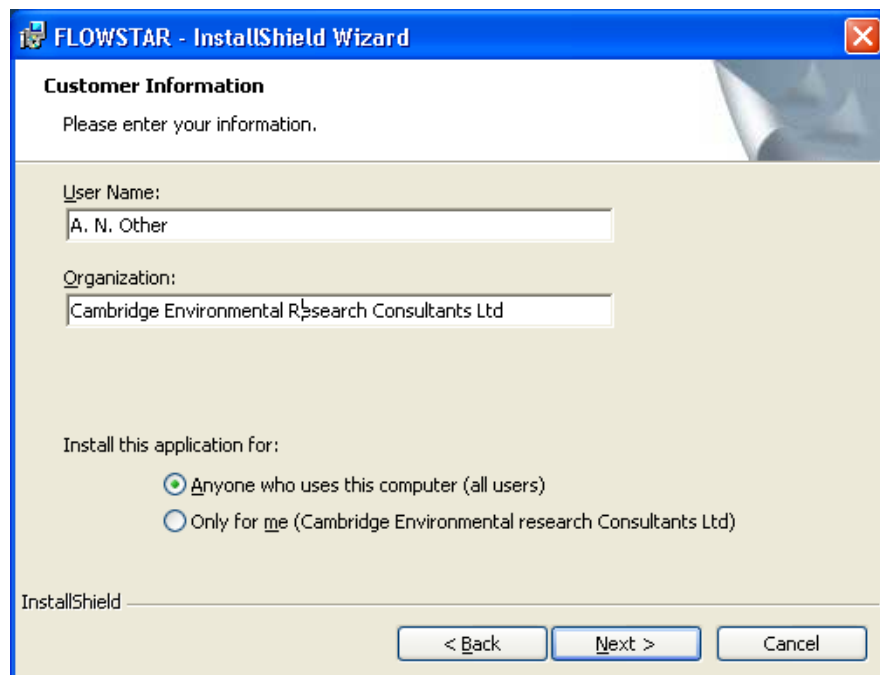 FLOWSTAR - InstallShield Wizard
Customer Information
Please enter your information.
User Name:
A. N. Other
Organization:
Cambridge Environmental Research Consultants Ltd
Install this application for:
Anyone who uses this computer (all users)
Only for me (Cambridge Environmental research Consultants Ltd)
InstallShield
< Back Next > Cancel